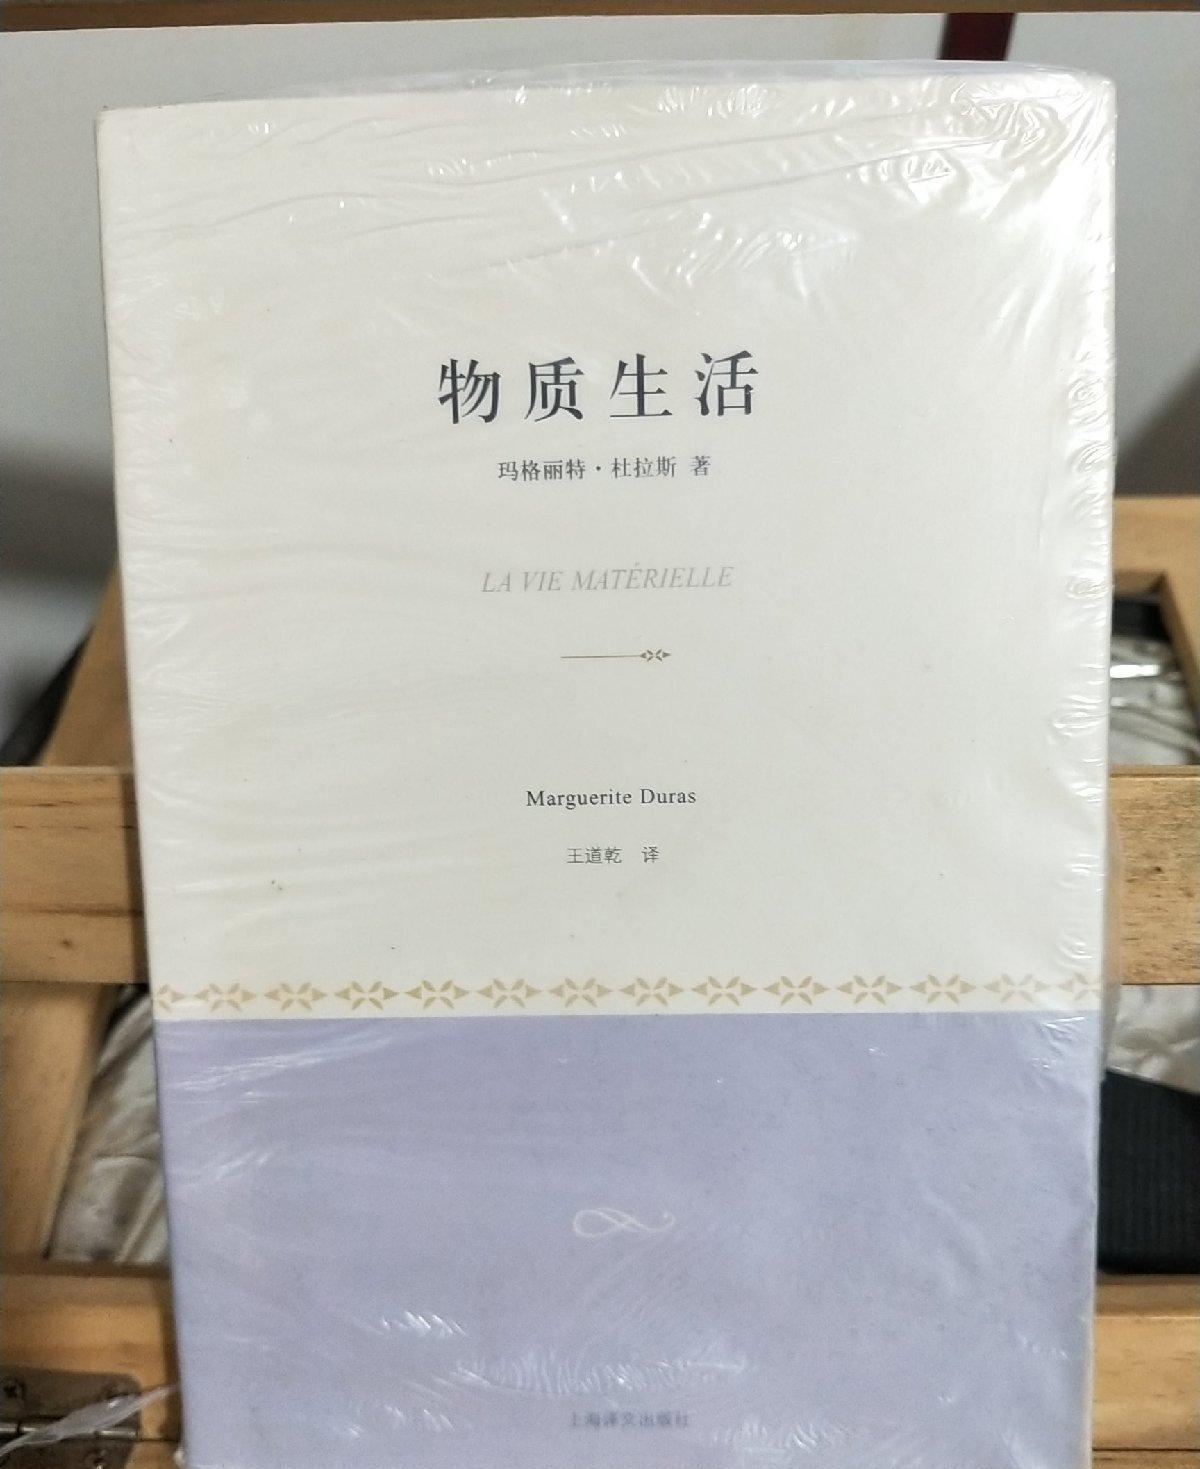 物质生活
玛格丽特·杜拉斯 著
LA VIE MATÉRIELLE
Marguerite Duras
王道乾 译
上海译文出版社